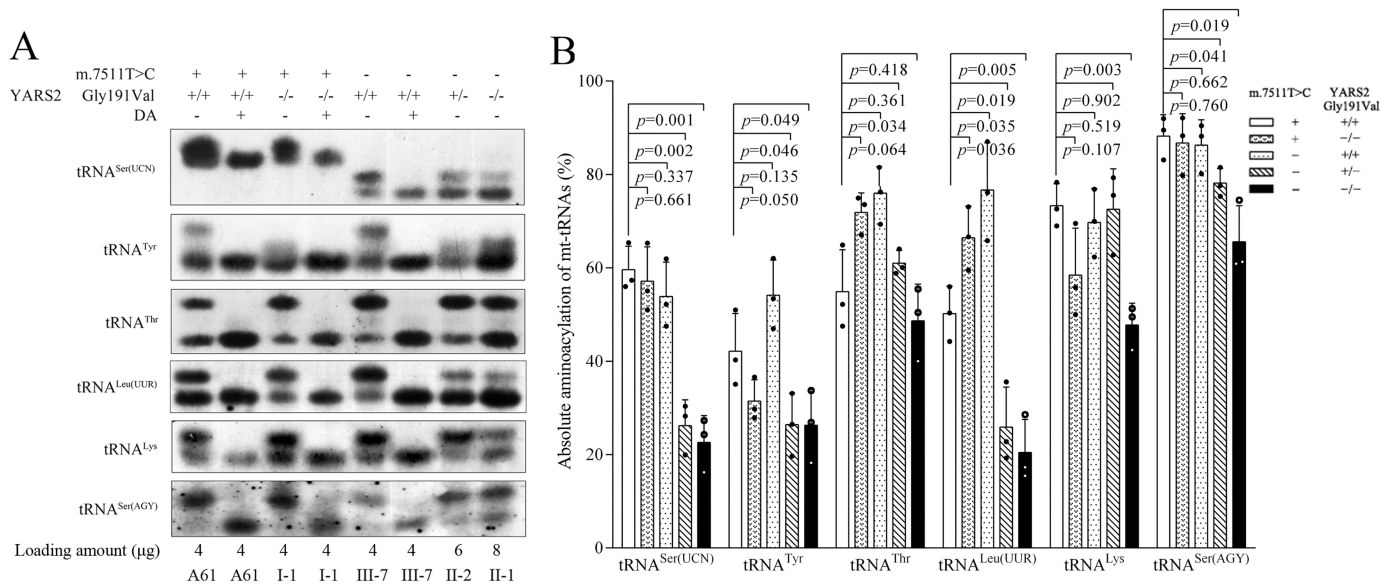 A
m.7511T>C + + + + - - - -
YARS2 Gly191Val +/+ +/+ -/- -/- +/+ +/+ +/- -/-
DA - + - + - + - -
tRNASer(UCN)
tRNATyr
tRNAThr
tRNALeu(UUR)
tRNALys
tRNASer(AGY)
Loading amount (μg) 4 4 4 4 4 4 6 8
A61 A61 I-1 I-1 III-7 III-7 II-2 II-1
B
Absolute aminoacylation of mt-tRNAs (%)
100
80
60
40
20
0
p=0.001
p=0.002
p=0.337
p=0.661
p=0.049
p=0.046
p=0.135
p=0.050
p=0.418
p=0.361
p=0.034
p=0.064
p=0.005
p=0.019
p=0.035
p=0.036
p=0.003
p=0.902
p=0.519
p=0.107
p=0.019
p=0.041
p=0.662
p=0.760
tRNASer(UCN) tRNATyr tRNAThr tRNALeu(UUR) tRNALys tRNASer(AGY)
m.7511T>C YARS2
Gly191Val
+ +/+
+ −/−
− +/+
− +/−
− −/−